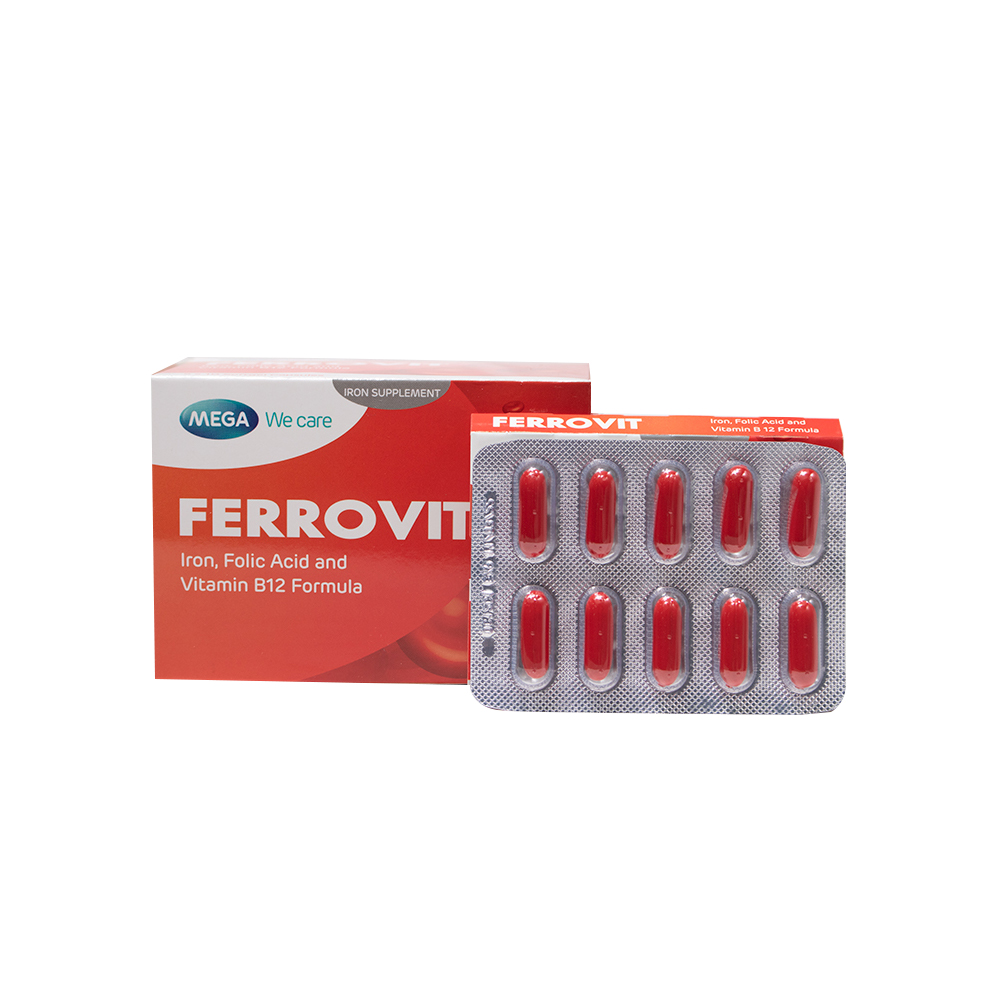 FERROVIT
IRON SUPPLEMENT
MEGA We care
FERROVIT
Iron, Folic Acid and
Vitamin B12 Formula
FERROVIT
Iron, Folic Acid and
Vitamin B 12 Formula